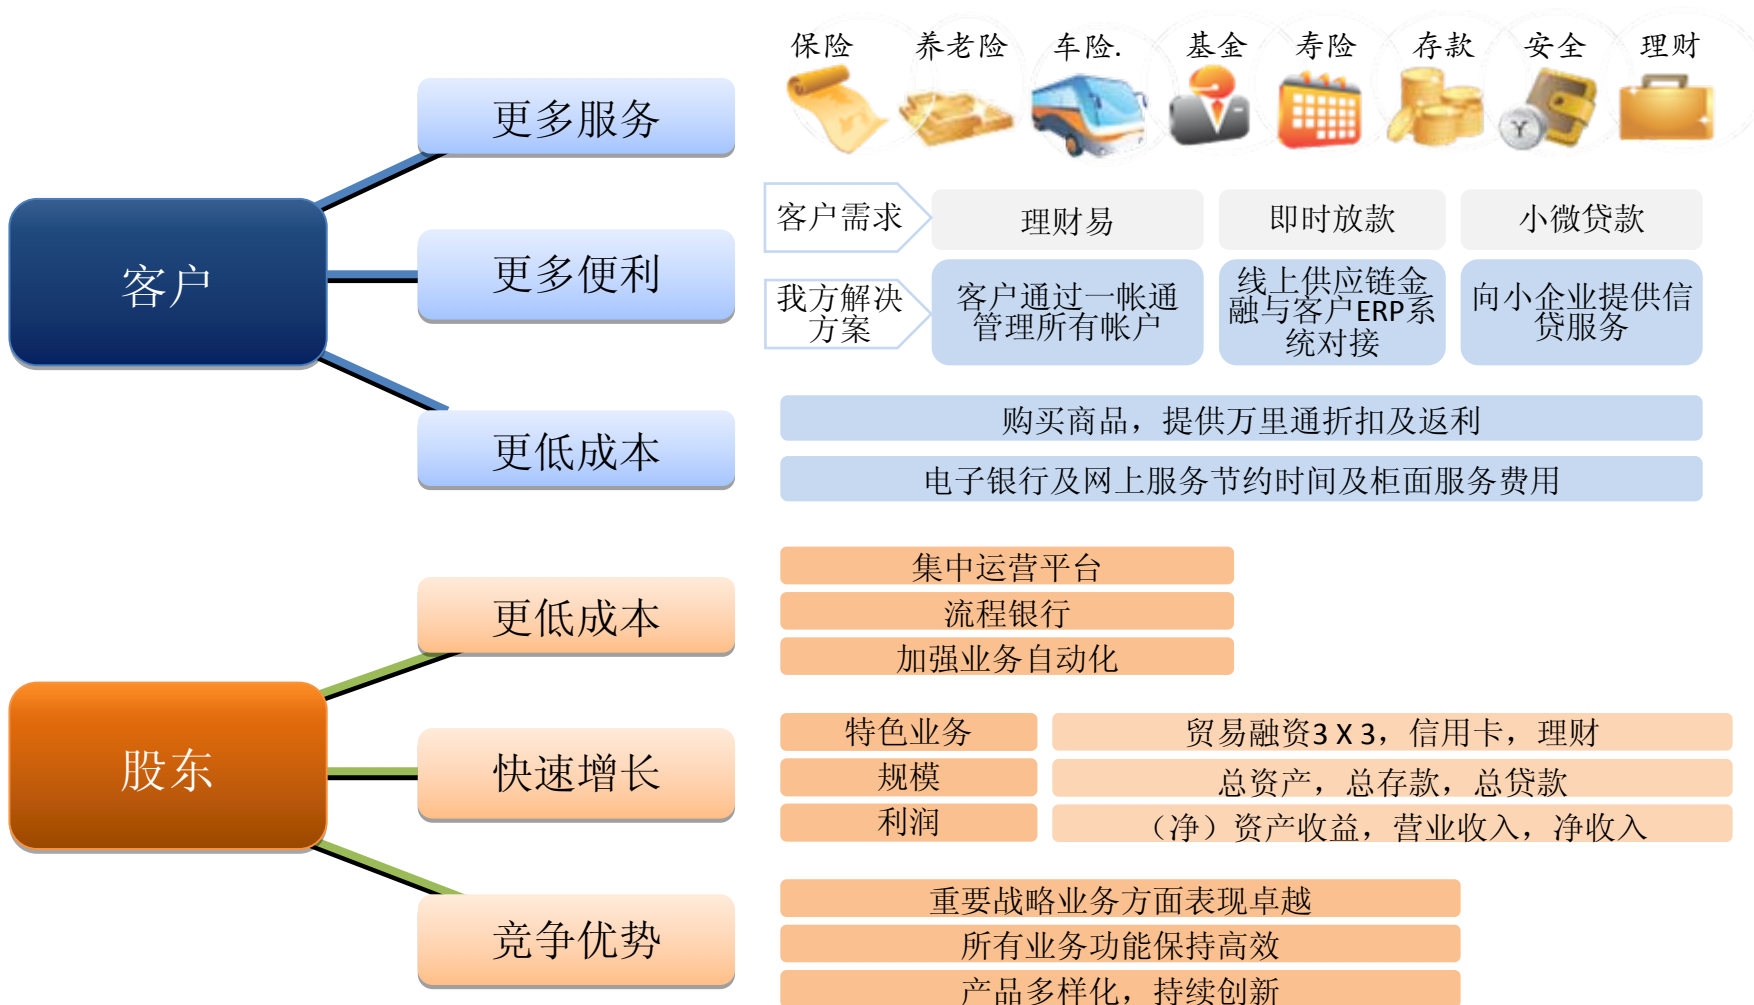 保险 养老险 车险. 基金 寿险 存款 安全 理财
更多服务
客户需求 理财易 即时放款 小微贷款
客户
更多便利
我方解决
方案
客户通过一帐通
管理所有帐户
线上供应链金
融与客户ERP系
统对接
向小企业提供信
贷服务
更低成本
购买商品，提供万里通折扣及返利
电子银行及网上服务节约时间及柜面服务费用
更低成本
集中运营平台
流程银行
加强业务自动化
股东
快速增长
特色业务 贸易融资3 X 3，信用卡，理财
规模 总资产，总存款，总贷款
利润 （净）资产收益，营业收入，净收入
竞争优势
重要战略业务方面表现卓越
所有业务功能保持高效
产品多样化，持续创新